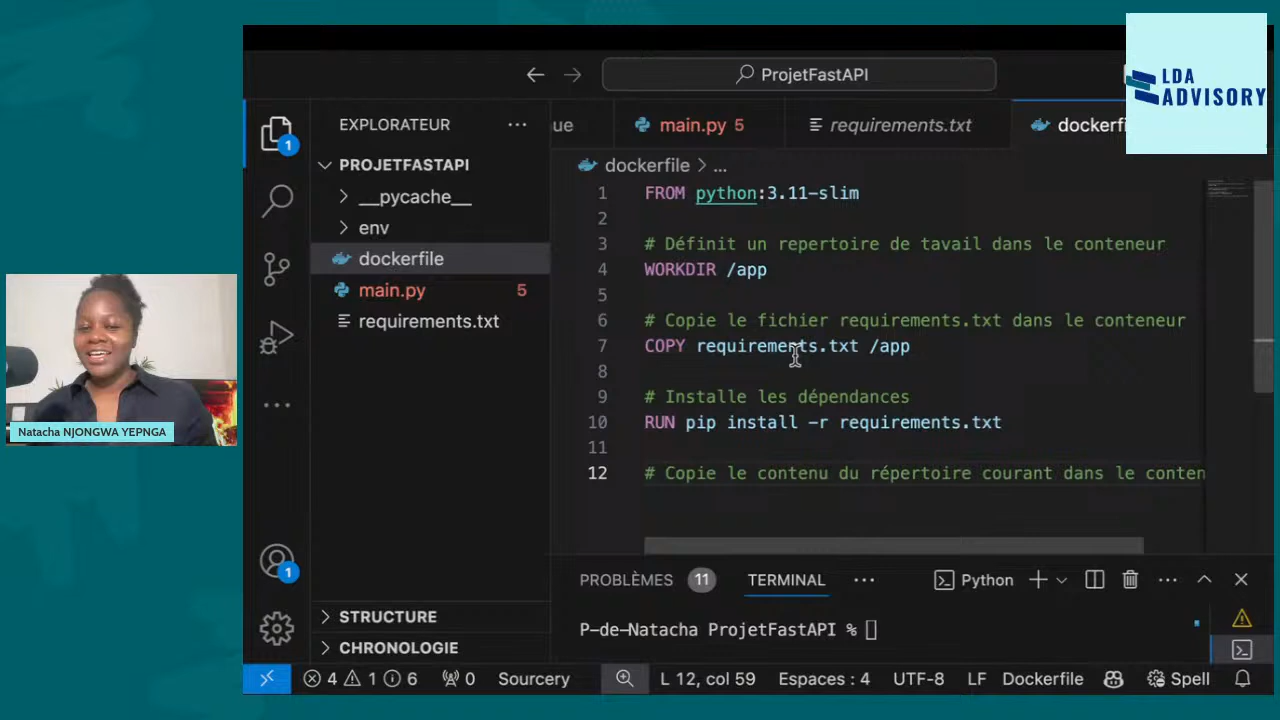 LDA
ADVISORY
ProjetFastAPI
EXPLORATEUR
ue
main.py 5
requirements.txt
dockerfi
PROJETFASTAPI
__pycache__
env
dockerfile
main.py 5
requirements.txt
STRUCTURE
CHRONOLOGIE
dockerfile > ...
1 FROM python:3.11-slim
2
3 # Définit un repertoire de tavail dans le conteneur
4 WORKDIR /app
5
6 # Copie le fichier requirements.txt dans le conteneur
7 COPY requirements.txt /app
8
9 # Installe les dépendances
10 RUN pip install -r requirements.txt
11
12 # Copie le contenu du répertoire courant dans le conten
1
1
Natacha NJONGWA YEPNGA
PROBLÈMES 11 TERMINAL ... Python
P-de-Natacha ProjetFastAPI %
4 1 6 0 Sourcery L 12, col 59 Espaces : 4 UTF-8 LF Dockerfile Spell